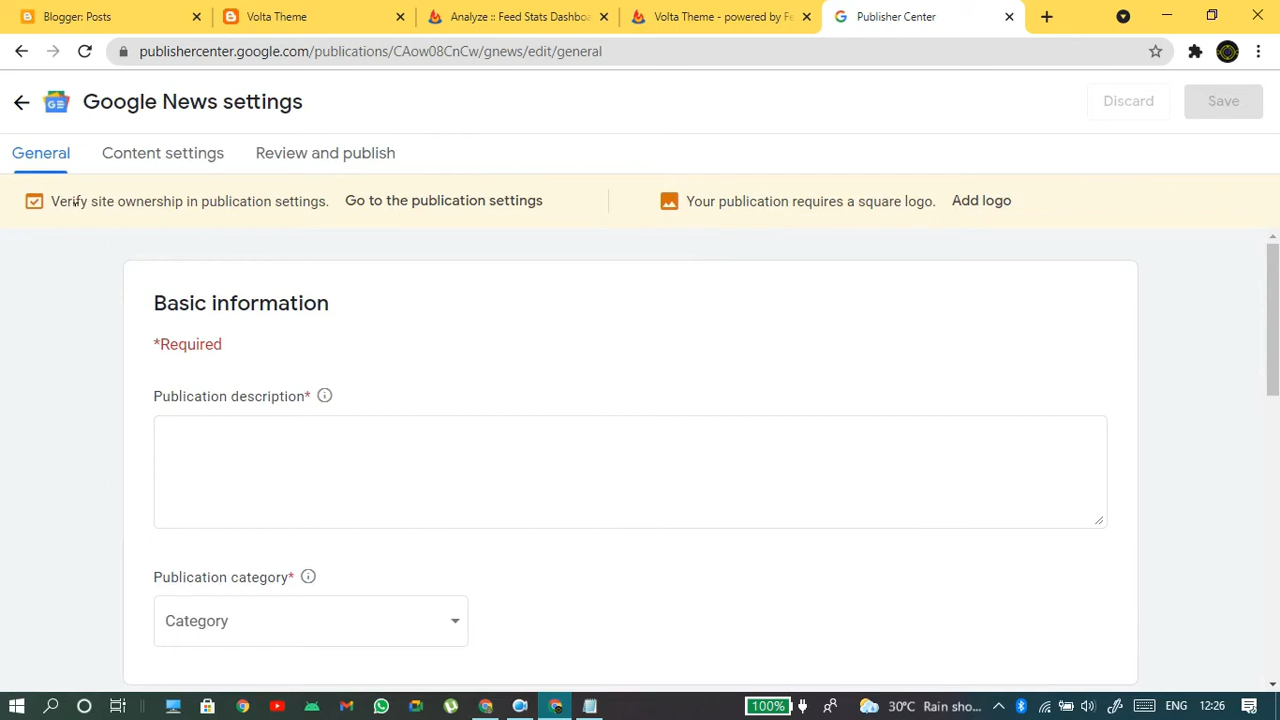 Blogger: Posts
Volta Theme
Analyze :: Feed Stats Dashbo
Volta Theme - powered by Fe
Publisher Center
publishercenter.google.com/publications/CAow08CnCw/gnews/edit/general
GE
Google News settings
Discard
Save
General
Content settings
Review and publish
Verify site ownership in publication settings.
Go to the publication settings
Your publication requires a square logo.
Add logo
Basic information
*Required
Publication description*
Publication category*
Category
100%
30°C Rain sho...
ENG
12:26